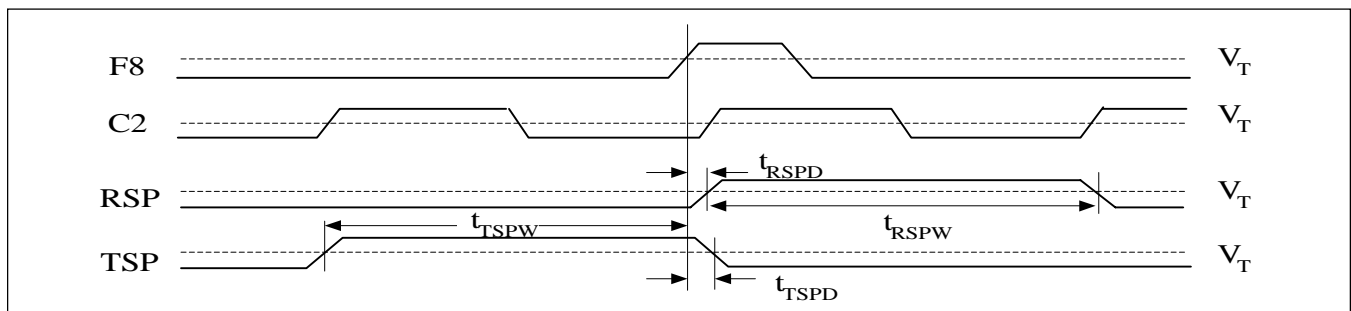 F8 V_T
C2 V_T
t_RSPD
RSP V_T
t_TSPW t_RSPW
TSP V_T
t_TSPD